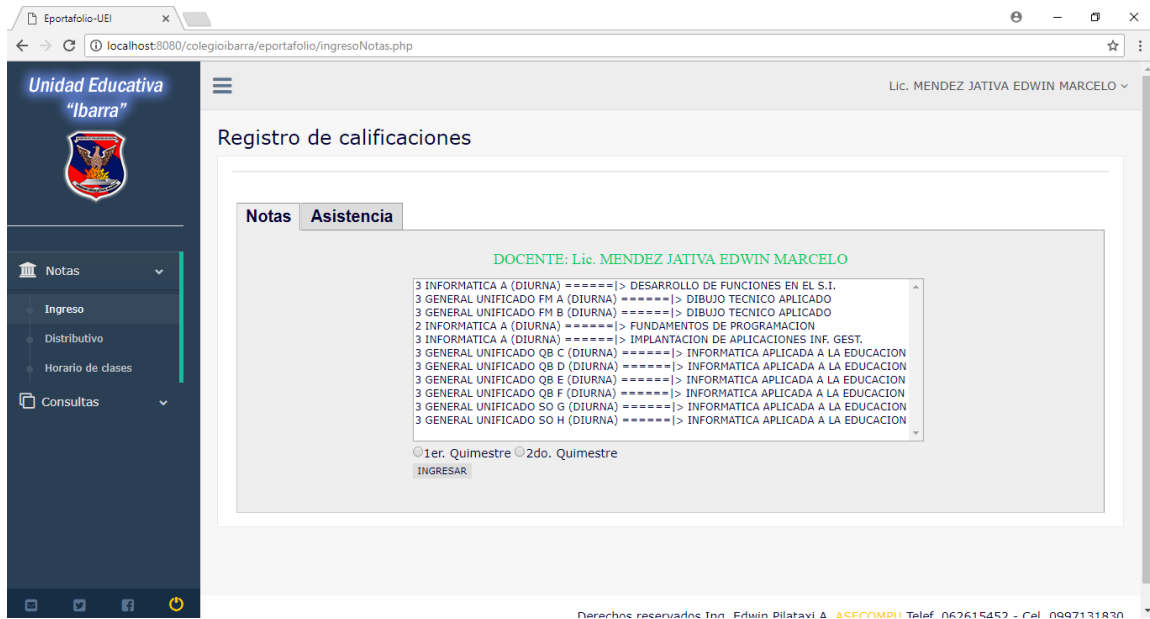 Eportafolio-UEI
localhost:8080/colegioibarra/eportafolio/ingresoNotas.php
Unidad Educativa
"Ibarra"
Lic. MENDEZ JATIVA EDWIN MARCELO
Registro de calificaciones
Notas Asistencia
Notas
Ingreso
Distributivo
Horario de clases
Consultas
DOCENTE: Lic. MENDEZ JATIVA EDWIN MARCELO
3 INFORMATICA A (DIURNA) ======|> DESARROLLO DE FUNCIONES EN EL S.I.
3 GENERAL UNIFICADO FM A (DIURNA) ======|> DIBUJO TECNICO APLICADO
3 GENERAL UNIFICADO FM B (DIURNA) ======|> DIBUJO TECNICO APLICADO
2 INFORMATICA A (DIURNA) ======|> FUNDAMENTOS DE PROGRAMACION
3 INFORMATICA A (DIURNA) ======|> IMPLANTACION DE APLICACIONES INF. GEST.
3 GENERAL UNIFICADO QB C (DIURNA) ======|> INFORMATICA APLICADA A LA EDUCACION
3 GENERAL UNIFICADO QB D (DIURNA) ======|> INFORMATICA APLICADA A LA EDUCACION
3 GENERAL UNIFICADO QB E (DIURNA) ======|> INFORMATICA APLICADA A LA EDUCACION
3 GENERAL UNIFICADO QB F (DIURNA) ======|> INFORMATICA APLICADA A LA EDUCACION
3 GENERAL UNIFICADO SO G (DIURNA) ======|> INFORMATICA APLICADA A LA EDUCACION
3 GENERAL UNIFICADO SO H (DIURNA) ======|> INFORMATICA APLICADA A LA EDUCACION
1er. Quimestre 2do. Quimestre
INGRESAR
Derechos reservados Ing. Edwin Pilataxi A. ASECOMPU Telef. 062615452 - Cel. 0997131830